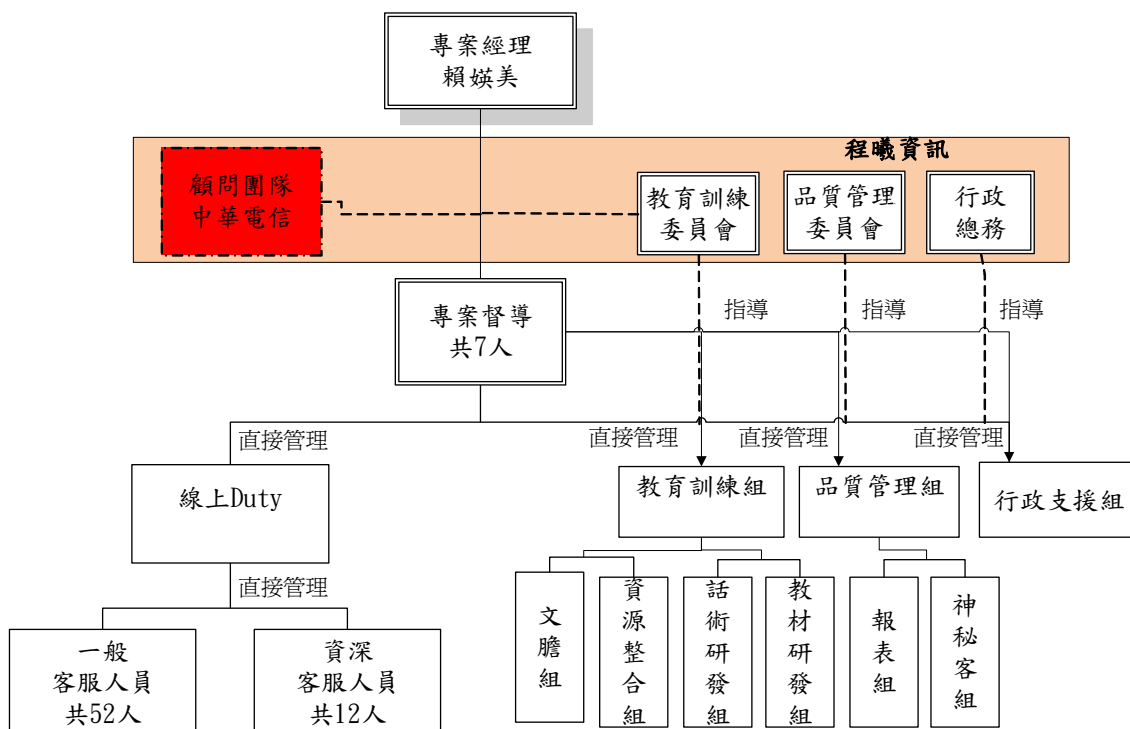 專案經理
賴媖美
程曦資訊
顧問團隊
中華電信
教育訓練
委員會
品質管理
委員會
行政
總務
專案督導
共7人
指導
指導
指導
直接管理
直接管理
直接管理
直接管理
線上Duty
教育訓練組
品質管理組
行政支援組
直接管理
一般
客服人員
共52人
資深
客服人員
共12人
文膽組
資源整合組
話術研發組
教材研發組
報表組
神秘客組